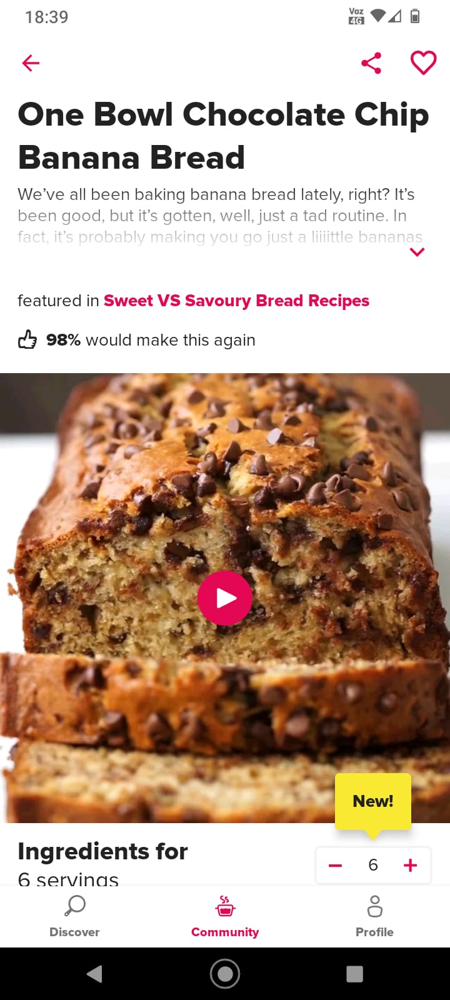 18:39
Voz
4G
One Bowl Chocolate Chip
Banana Bread
We’ve all been baking banana bread lately, right? It’s
been good, but it’s gotten, well, just a tad routine. In
fact, it’s probably making you go just a liiiittle bananas
featured in Sweet VS Savoury Bread Recipes
98% would make this again
New!
Ingredients for
6 servings
6
Discover
Community
Profile